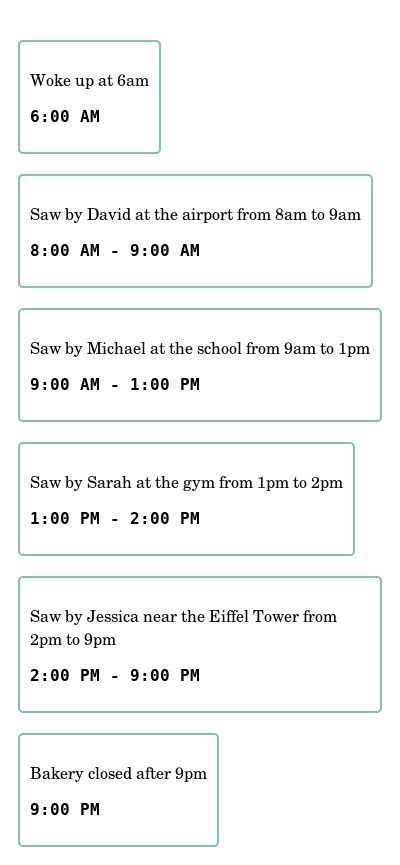 Woke up at 6am
6:00 AM
Saw by David at the airport from 8am to 9am
8:00 AM - 9:00 AM
Saw by Michael at the school from 9am to 1pm
9:00 AM - 1:00 PM
Saw by Sarah at the gym from 1pm to 2pm
1:00 PM - 2:00 PM
Saw by Jessica near the Eiffel Tower from
2pm to 9pm
2:00 PM - 9:00 PM
Bakery closed after 9pm
9:00 PM